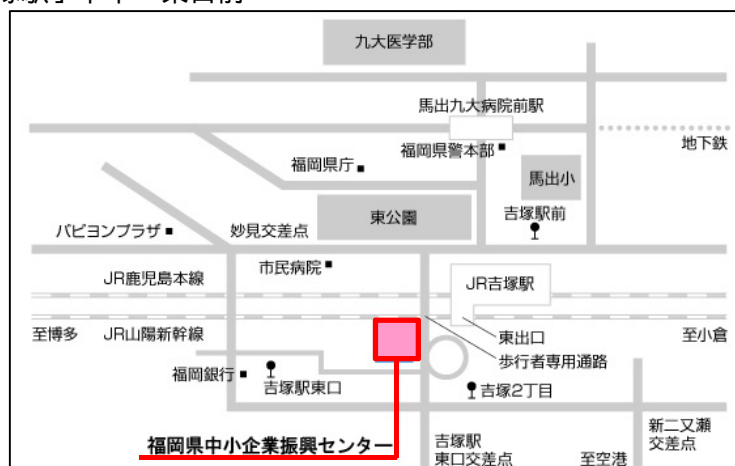 九大医学部
馬出九大病院前駅
地下鉄
福岡県警本部
福岡県庁
馬出小
東公園
吉塚駅前
パピヨンプラザ
妙見交差点
市民病院
JR鹿児島本線
JR吉塚駅
至博多
JR山陽新幹線
東出口
至小倉
歩行者専用通路
福岡銀行
吉塚駅東口
吉塚2丁目
福岡県中小企業振興センター
吉塚駅
東口交差点
至空港
新二又瀬
交差点